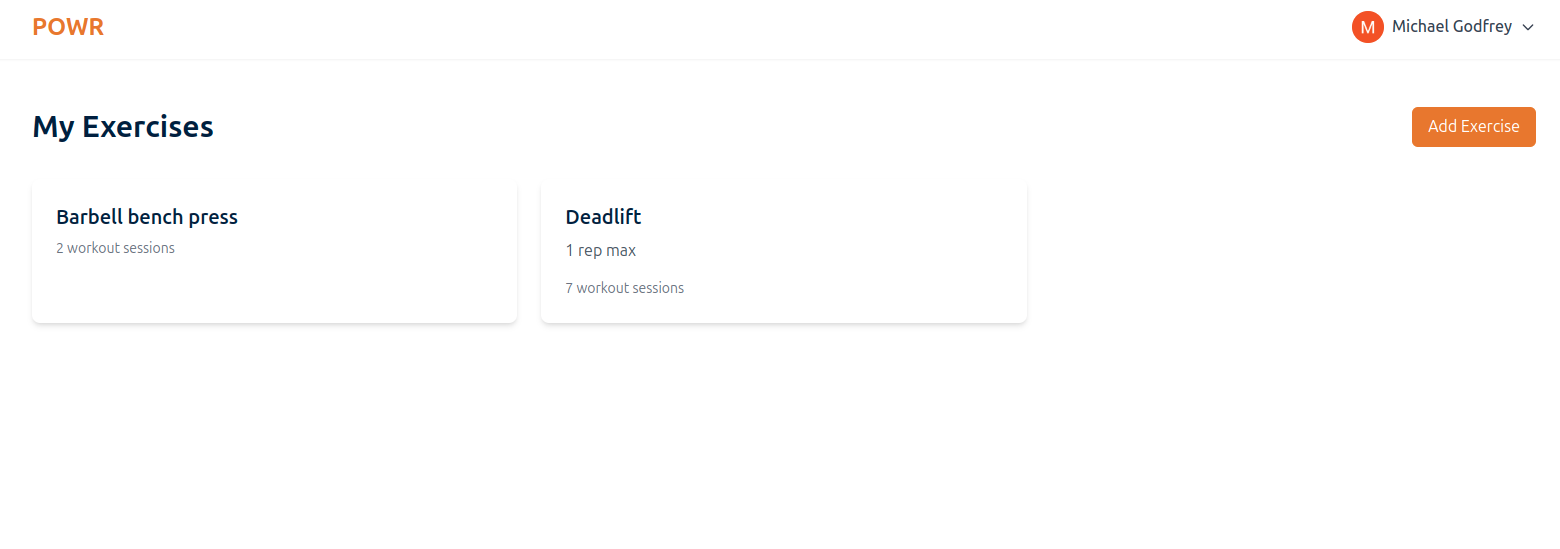 POWR
M Michael Godfrey
My Exercises
Add Exercise
Barbell bench press
2 workout sessions
Deadlift
1 rep max
7 workout sessions